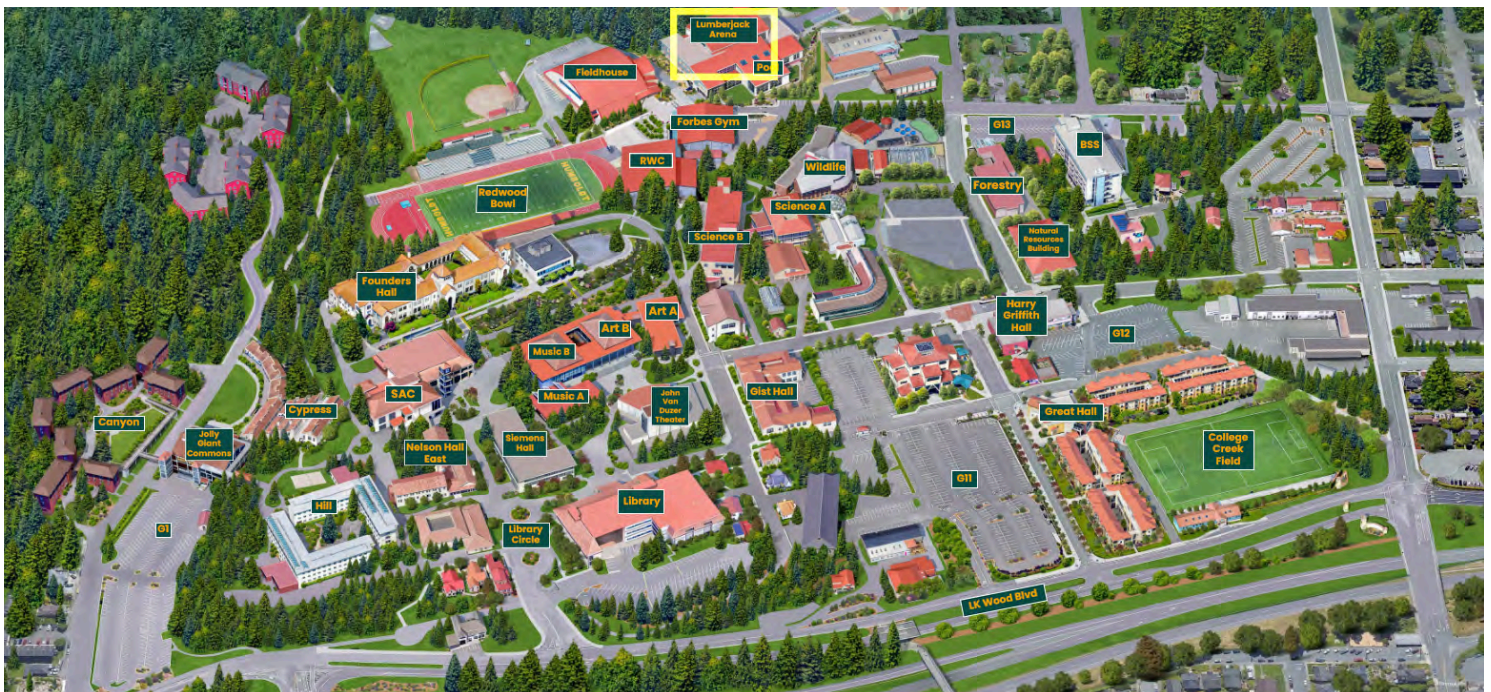 Lumberjack
Arena
Pool
Fieldhouse
Forbes Gym
G13
BSS
RWC
Wildlife
Forestry
HUMBOLDT
Redwood
Bowl
HUMBOLDT
Science A
Science B
Natural
Resources
Building
Founders
Hall
Art A
Art B
Harry
Griffith
Hall
G12
Music B
Music A
SAC
John
Van
Duzer
Theater
Gist Hall
Cypress
Canyon
Great Hall
Jolly
Giant
Commons
Nelson Hall
East
Siemens
Hall
College
Creek
Field
G11
Hill
Library
G1
Library
Circle
LK Wood Blvd